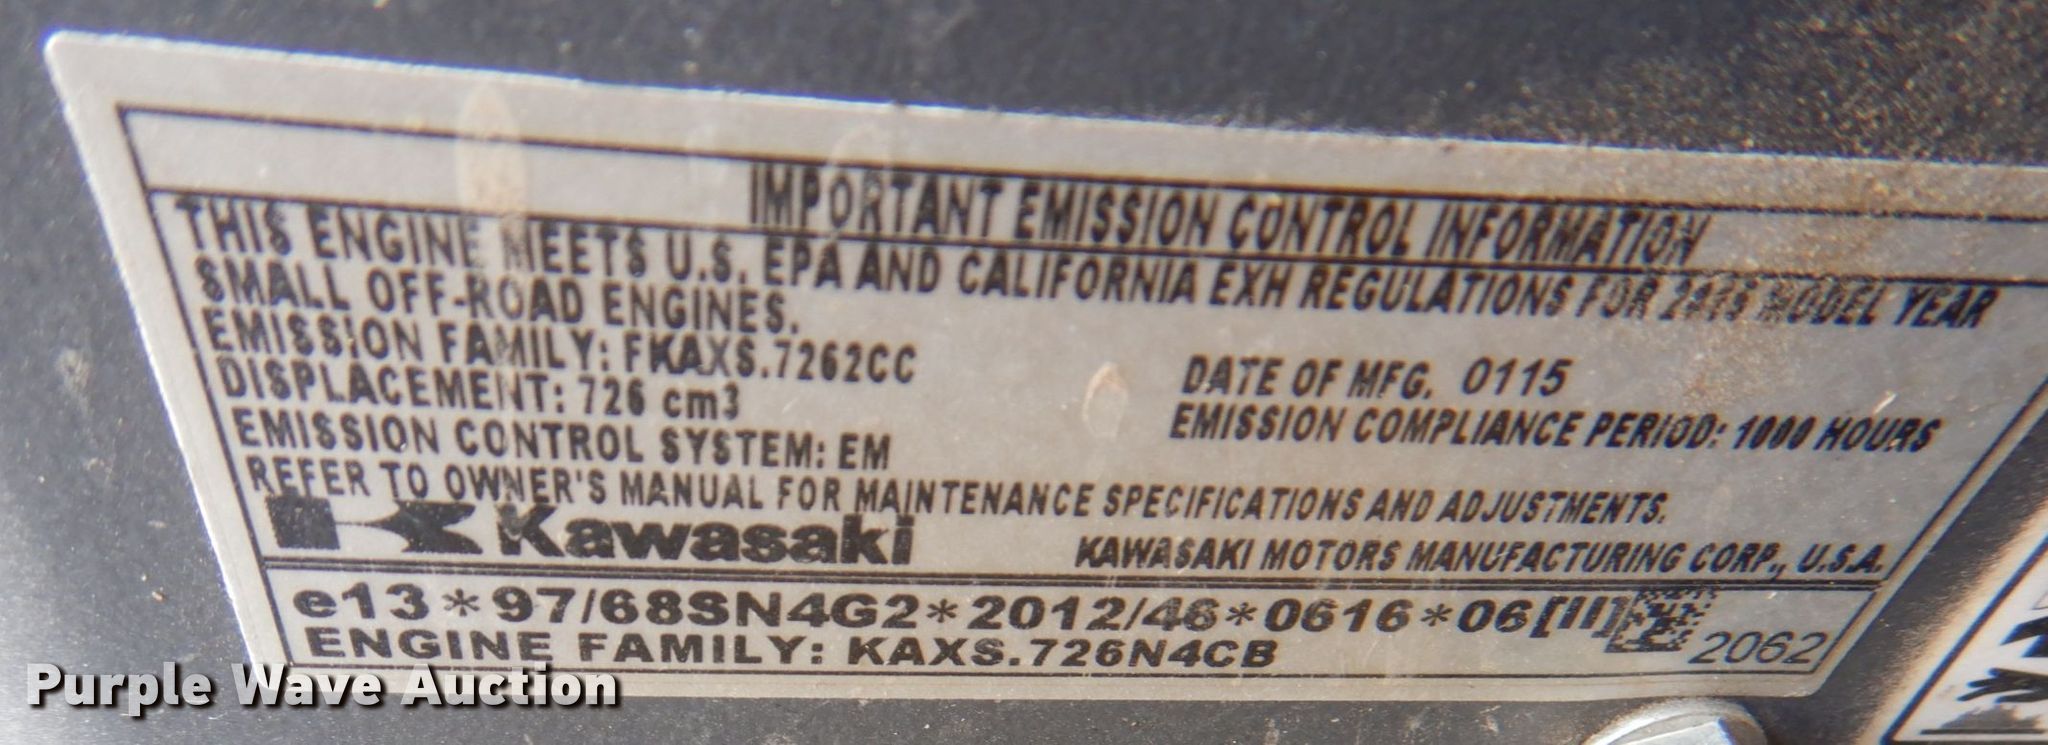 IMPORTANT EMISSION CONTROL INFORMATION
THIS ENGINE MEETS U.S. EPA AND CALIFORNIA EXH REGULATIONS FOR 2015 MODEL YEAR
SMALL OFF-ROAD ENGINES.
EMISSION FAMILY: FKAXS.7262CC
DISPLACEMENT: 726 cm3
DATE OF MFG. 0115
EMISSION CONTROL SYSTEM: EM
EMISSION COMPLIANCE PERIOD: 1000 HOURS
REFER TO OWNER'S MANUAL FOR MAINTENANCE SPECIFICATIONS AND ADJUSTMENTS.
Kawasaki
KAWASAKI MOTORS MANUFACTURING CORP., U.S.A.
e13*97/68SN4G2*2012/46*0616*06[II]
ENGINE FAMILY: KAXS.726N4CB
2062
Purple Wave Auction